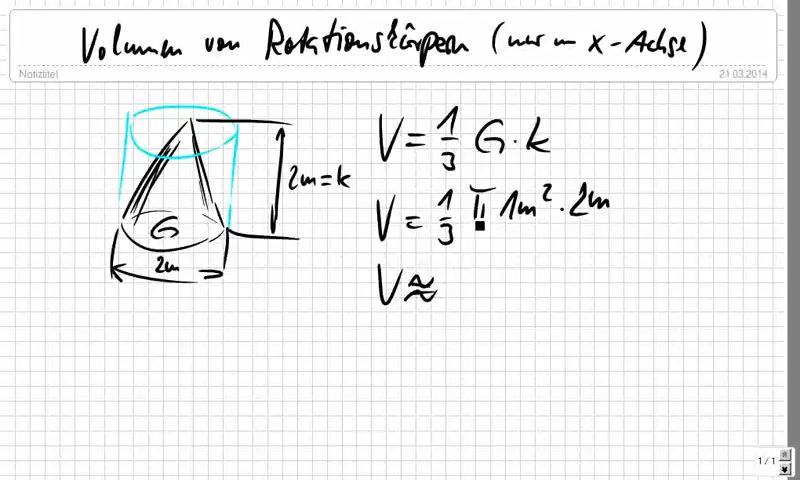 Volumen von Rotationskörpern (nur um x-Achse)
Notiztitel
21.03.2014
V = 1/3 G · k
2m = k
V = 1/3 π 1m² · 2m
G
2m
V ≈
1 / 1